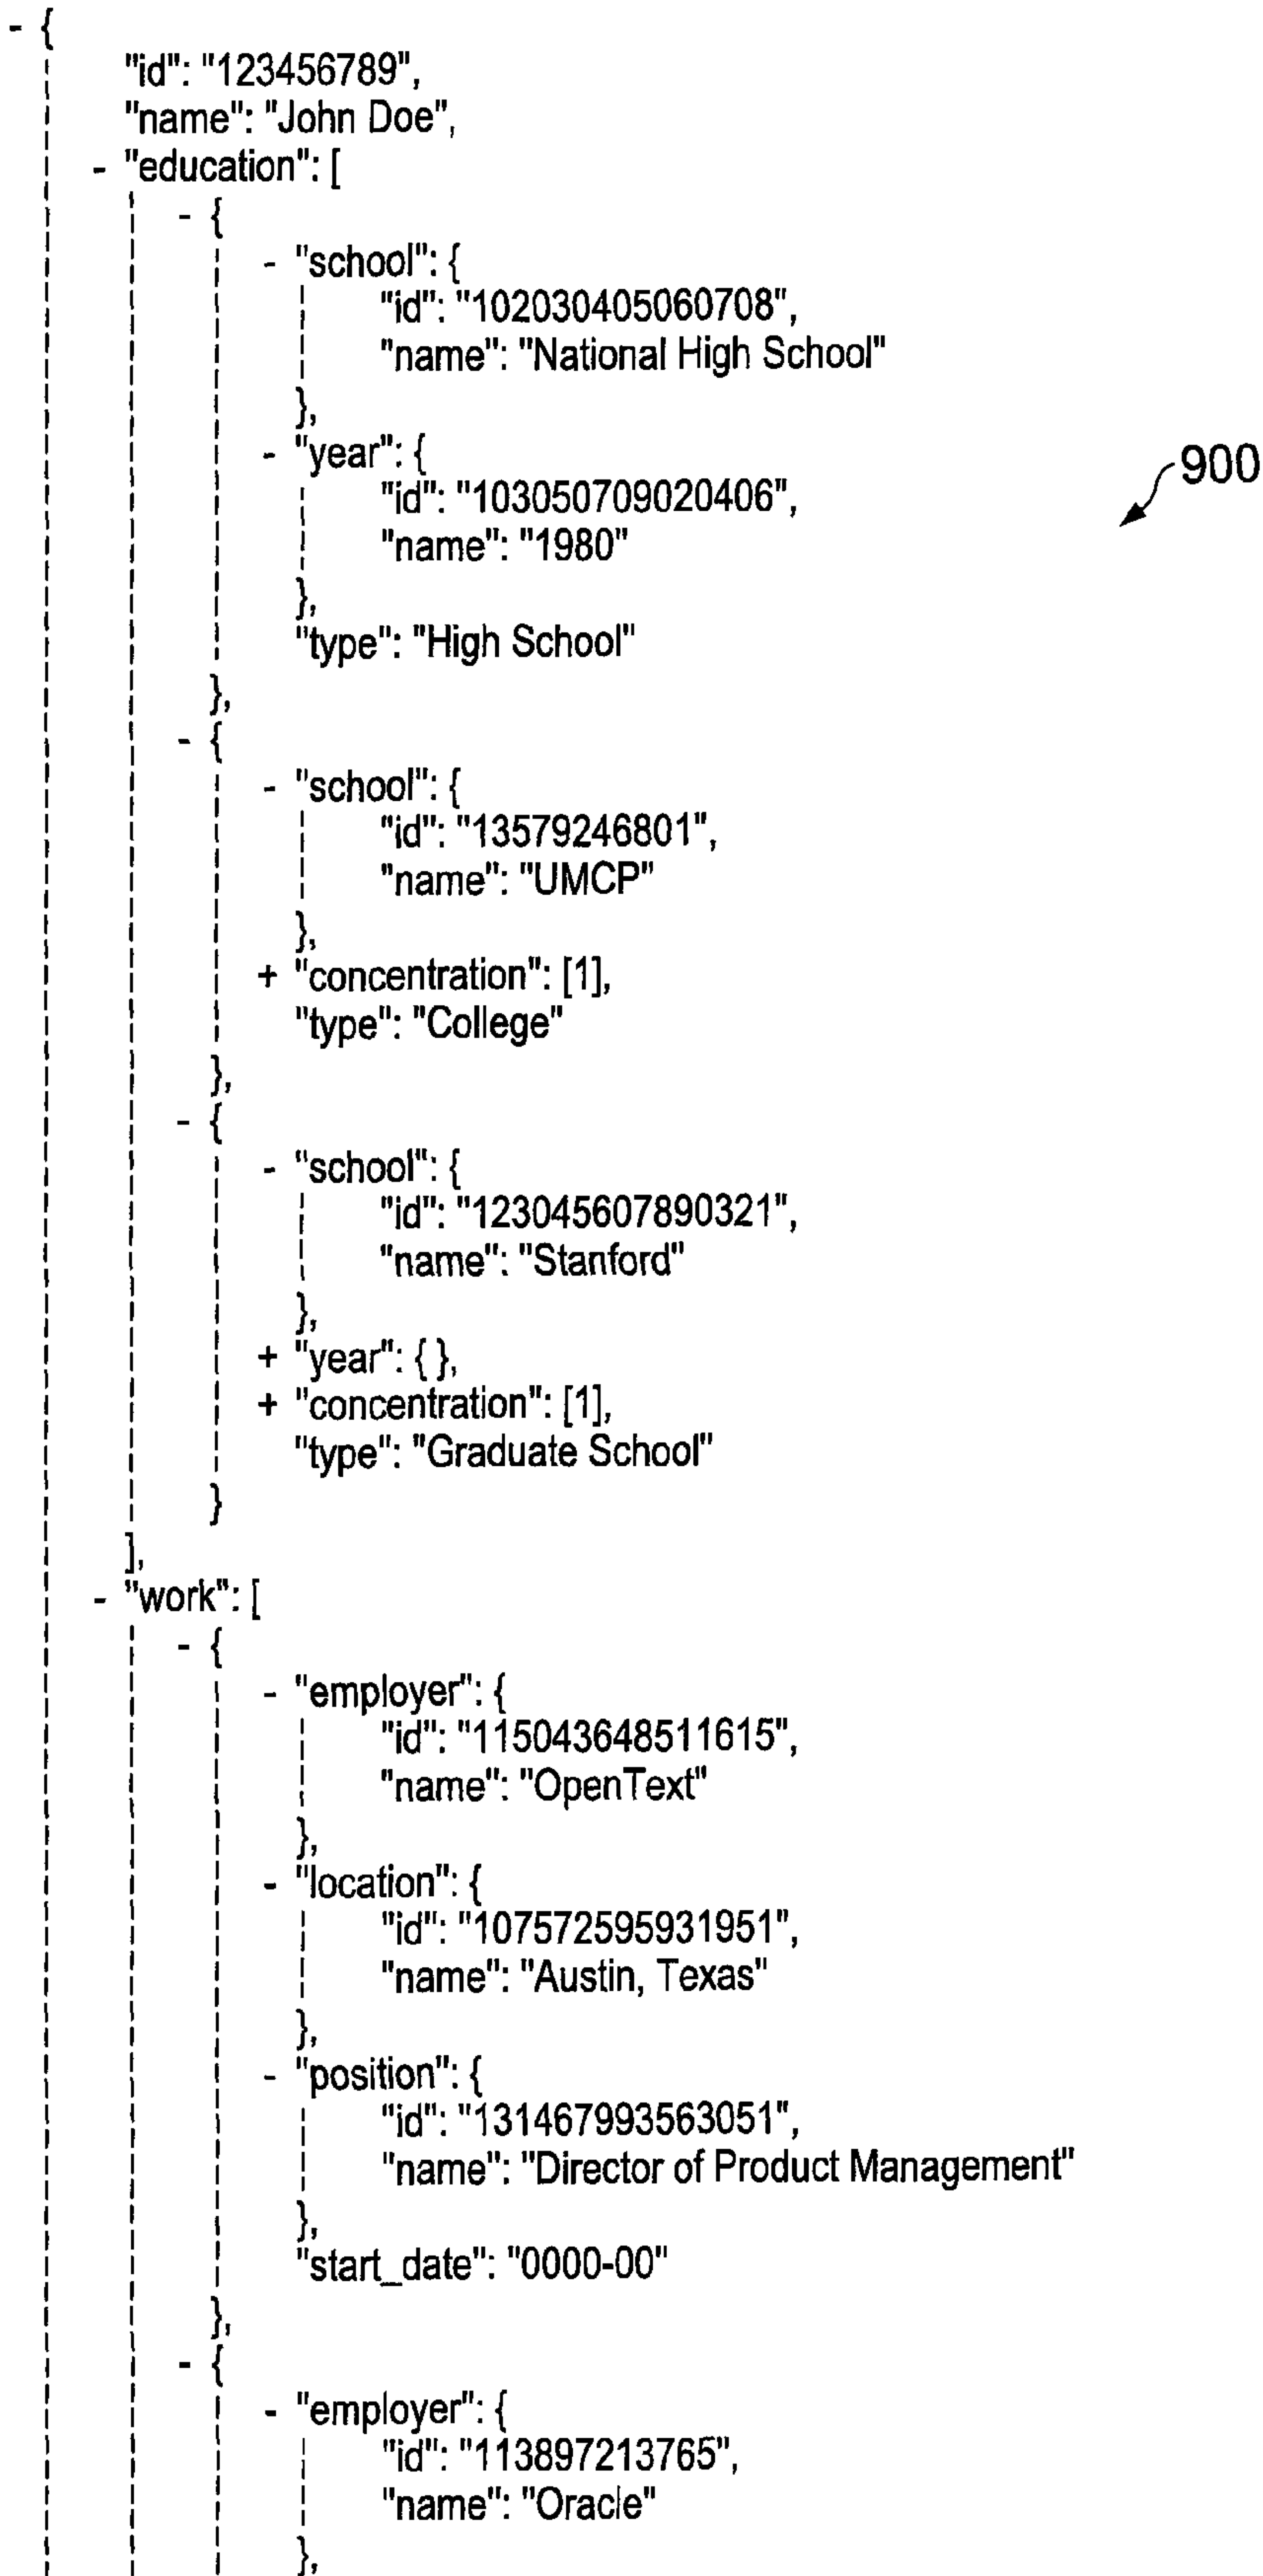 - {
"id": "123456789",
"name": "John Doe",
- "education": [
- {
- "school": {
"id": "102030405060708",
"name": "National High School"
},
- "year": {
"id": "103050709020406",
"name": "1980"
},
"type": "High School"
},
- {
- "school": {
"id": "13579246801",
"name": "UMCP"
},
+ "concentration": [1],
"type": "College"
},
- {
- "school": {
"id": "123045607890321",
"name": "Stanford"
},
+ "year": { },
+ "concentration": [1],
"type": "Graduate School"
}
],
- "work": [
- {
- "employer": {
"id": "115043648511615",
"name": "OpenText"
},
- "location": {
"id": "107572595931951",
"name": "Austin, Texas"
},
- "position": {
"id": "131467993563051",
"name": "Director of Product Management"
},
"start_date": "0000-00"
},
- {
- "employer": {
"id": "113897213765",
"name": "Oracle"
},
900